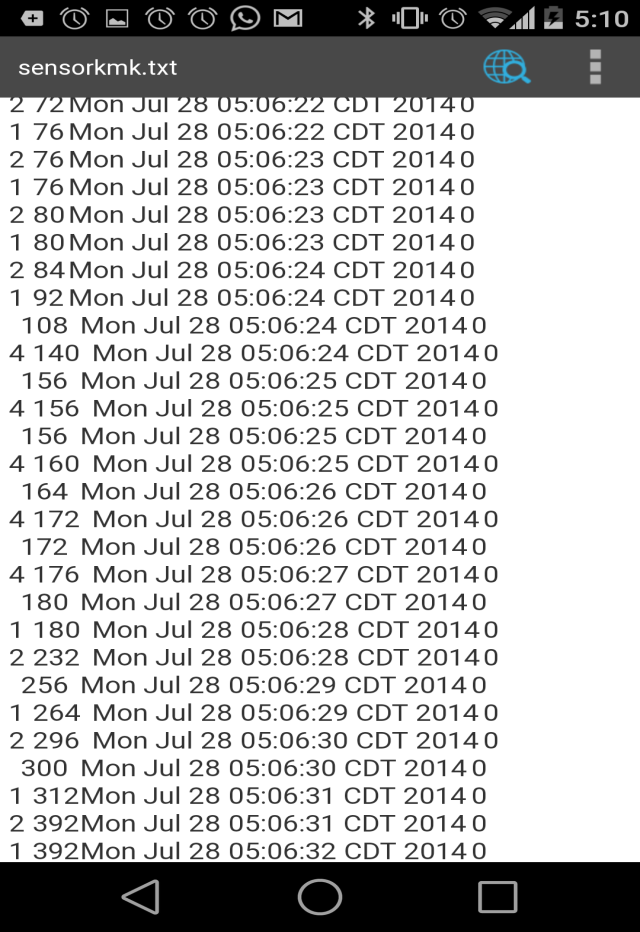 5:10
sensorkmk.txt
2 72 Mon Jul 28 05:06:22 CDT 2014 0
1 76 Mon Jul 28 05:06:22 CDT 2014 0
2 76 Mon Jul 28 05:06:23 CDT 2014 0
1 76 Mon Jul 28 05:06:23 CDT 2014 0
2 80 Mon Jul 28 05:06:23 CDT 2014 0
1 80 Mon Jul 28 05:06:23 CDT 2014 0
2 84 Mon Jul 28 05:06:24 CDT 2014 0
1 92 Mon Jul 28 05:06:24 CDT 2014 0
108 Mon Jul 28 05:06:24 CDT 2014 0
4 140 Mon Jul 28 05:06:24 CDT 2014 0
156 Mon Jul 28 05:06:25 CDT 2014 0
4 156 Mon Jul 28 05:06:25 CDT 2014 0
156 Mon Jul 28 05:06:25 CDT 2014 0
4 160 Mon Jul 28 05:06:25 CDT 2014 0
164 Mon Jul 28 05:06:26 CDT 2014 0
4 172 Mon Jul 28 05:06:26 CDT 2014 0
172 Mon Jul 28 05:06:26 CDT 2014 0
4 176 Mon Jul 28 05:06:27 CDT 2014 0
180 Mon Jul 28 05:06:27 CDT 2014 0
1 180 Mon Jul 28 05:06:28 CDT 2014 0
2 232 Mon Jul 28 05:06:28 CDT 2014 0
256 Mon Jul 28 05:06:29 CDT 2014 0
1 264 Mon Jul 28 05:06:29 CDT 2014 0
2 296 Mon Jul 28 05:06:30 CDT 2014 0
300 Mon Jul 28 05:06:30 CDT 2014 0
1 312Mon Jul 28 05:06:31 CDT 2014 0
2 392Mon Jul 28 05:06:31 CDT 2014 0
1 392Mon Jul 28 05:06:32 CDT 2014 0